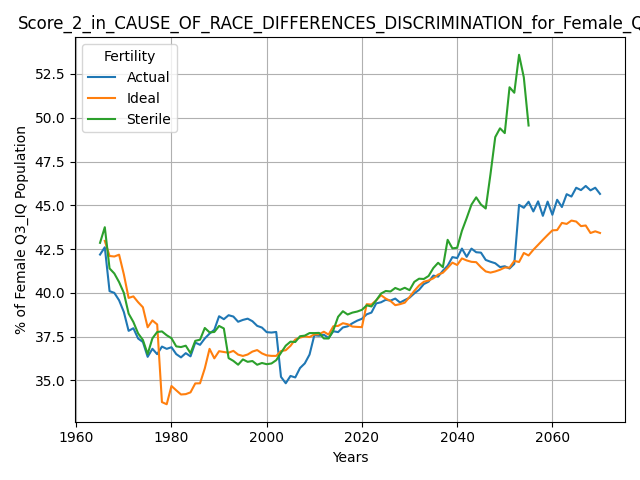 Score_2_in_CAUSE_OF_RACE_DIFFERENCES_DISCRIMINATION_for_Female_Q
Fertility
Actual
Ideal
Sterile
52.5
50.0
47.5
45.0
42.5
40.0
37.5
35.0
% of Female Q3_IQ Population
1960 1980 2000 2020 2040 2060
Years